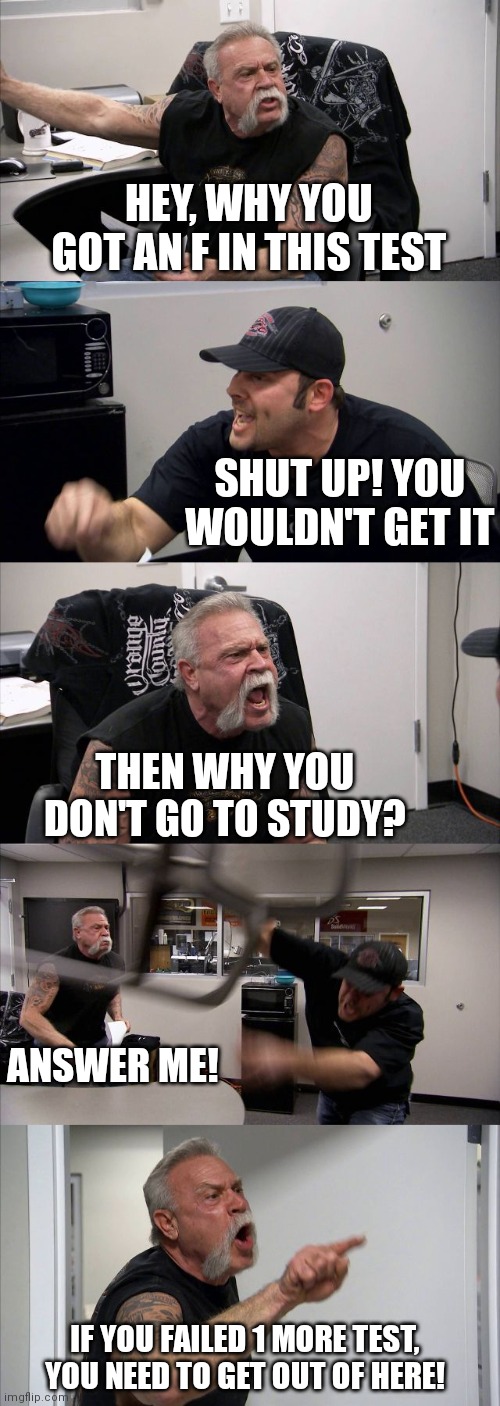 HEY, WHY YOU
GOT AN F IN THIS TEST
SHUT UP! YOU
WOULDN'T GET IT
Orange
County
THEN WHY YOU
DON'T GO TO STUDY?
ANSWER ME!
IF YOU FAILED 1 MORE TEST,
YOU NEED TO GET OUT OF HERE!
imgflip.com